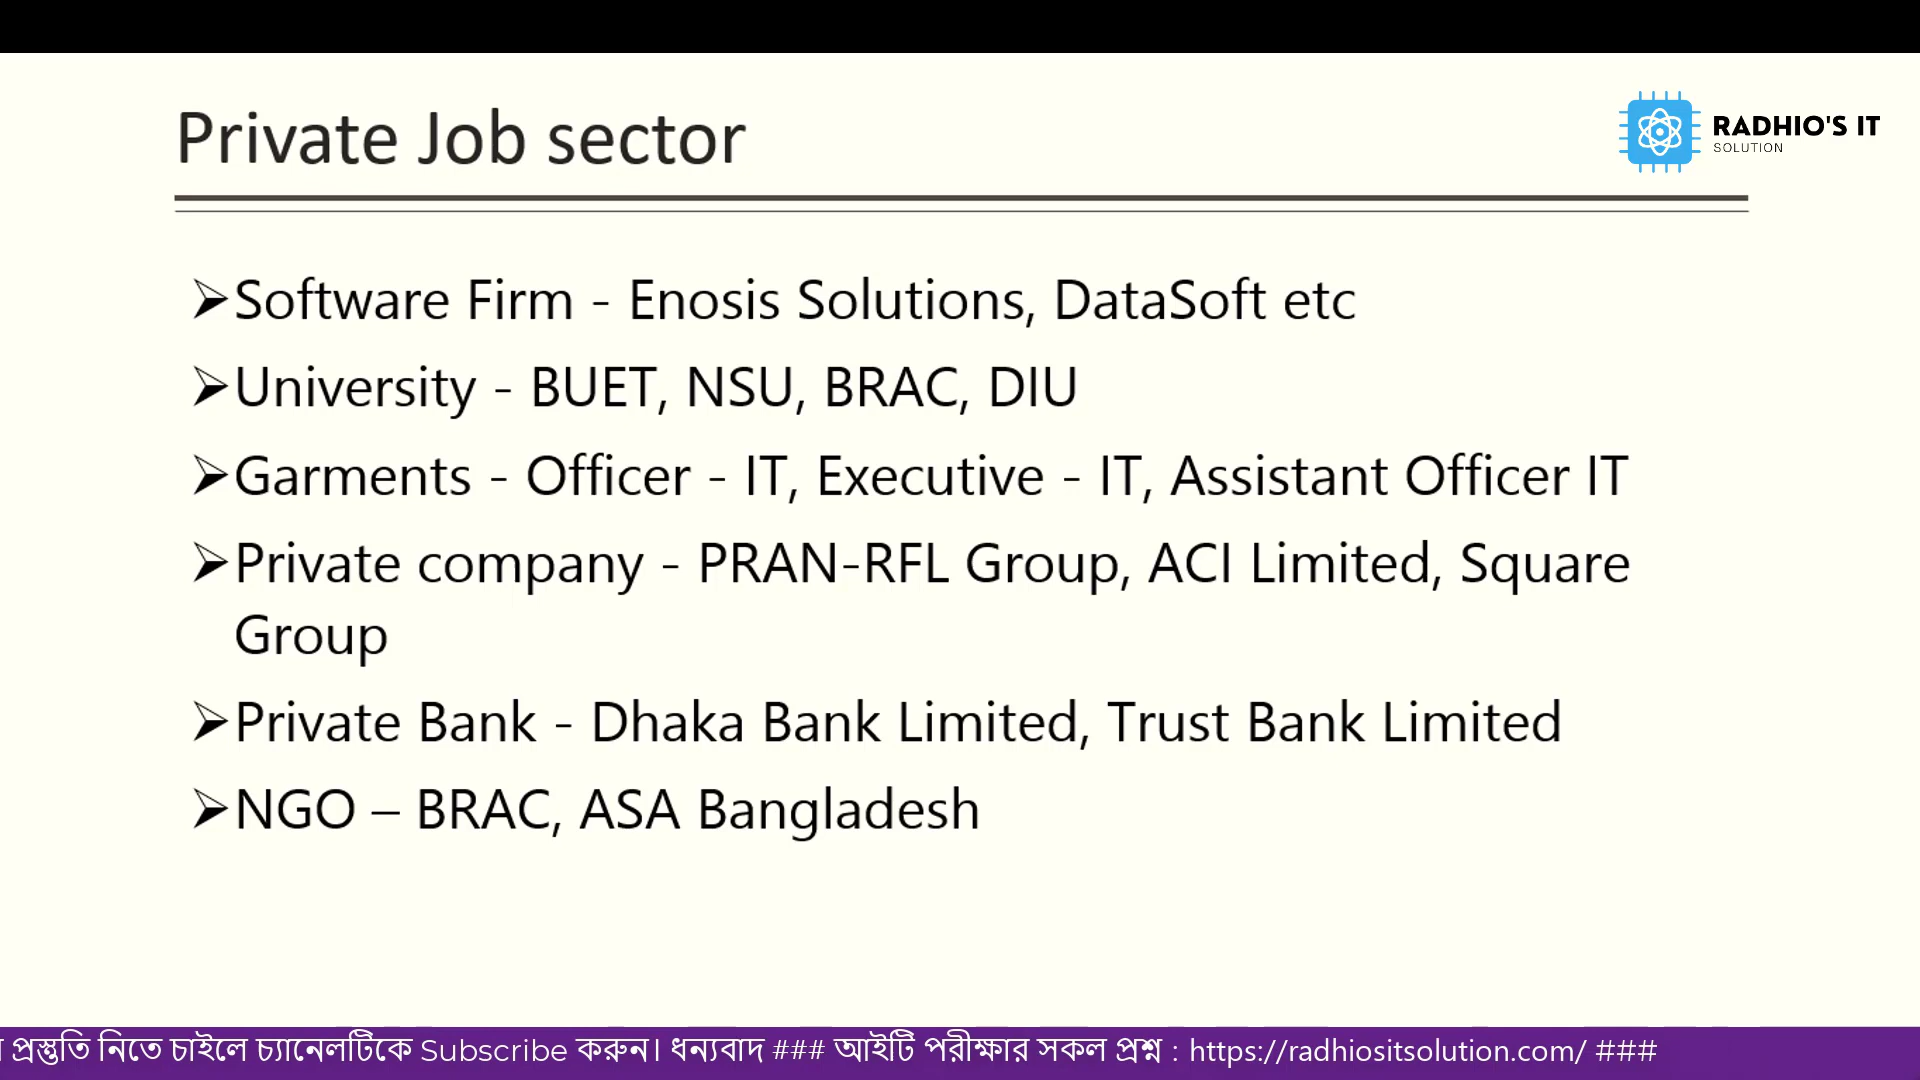 Private Job sector
RADHIO'S IT
SOLUTION
➢Software Firm - Enosis Solutions, DataSoft etc
➢University - BUET, NSU, BRAC, DIU
➢Garments - Officer - IT, Executive - IT, Assistant Officer IT
➢Private company - PRAN-RFL Group, ACI Limited, Square
Group
➢Private Bank - Dhaka Bank Limited, Trust Bank Limited
➢NGO – BRAC, ASA Bangladesh
প্রস্তুতি নিতে চাইলে চ্যানেলটিকে Subscribe করুন। ধন্যবাদ ### আইটি পরীক্ষার সকল প্রশ্ন : https://radhiositsolution.com/ ###